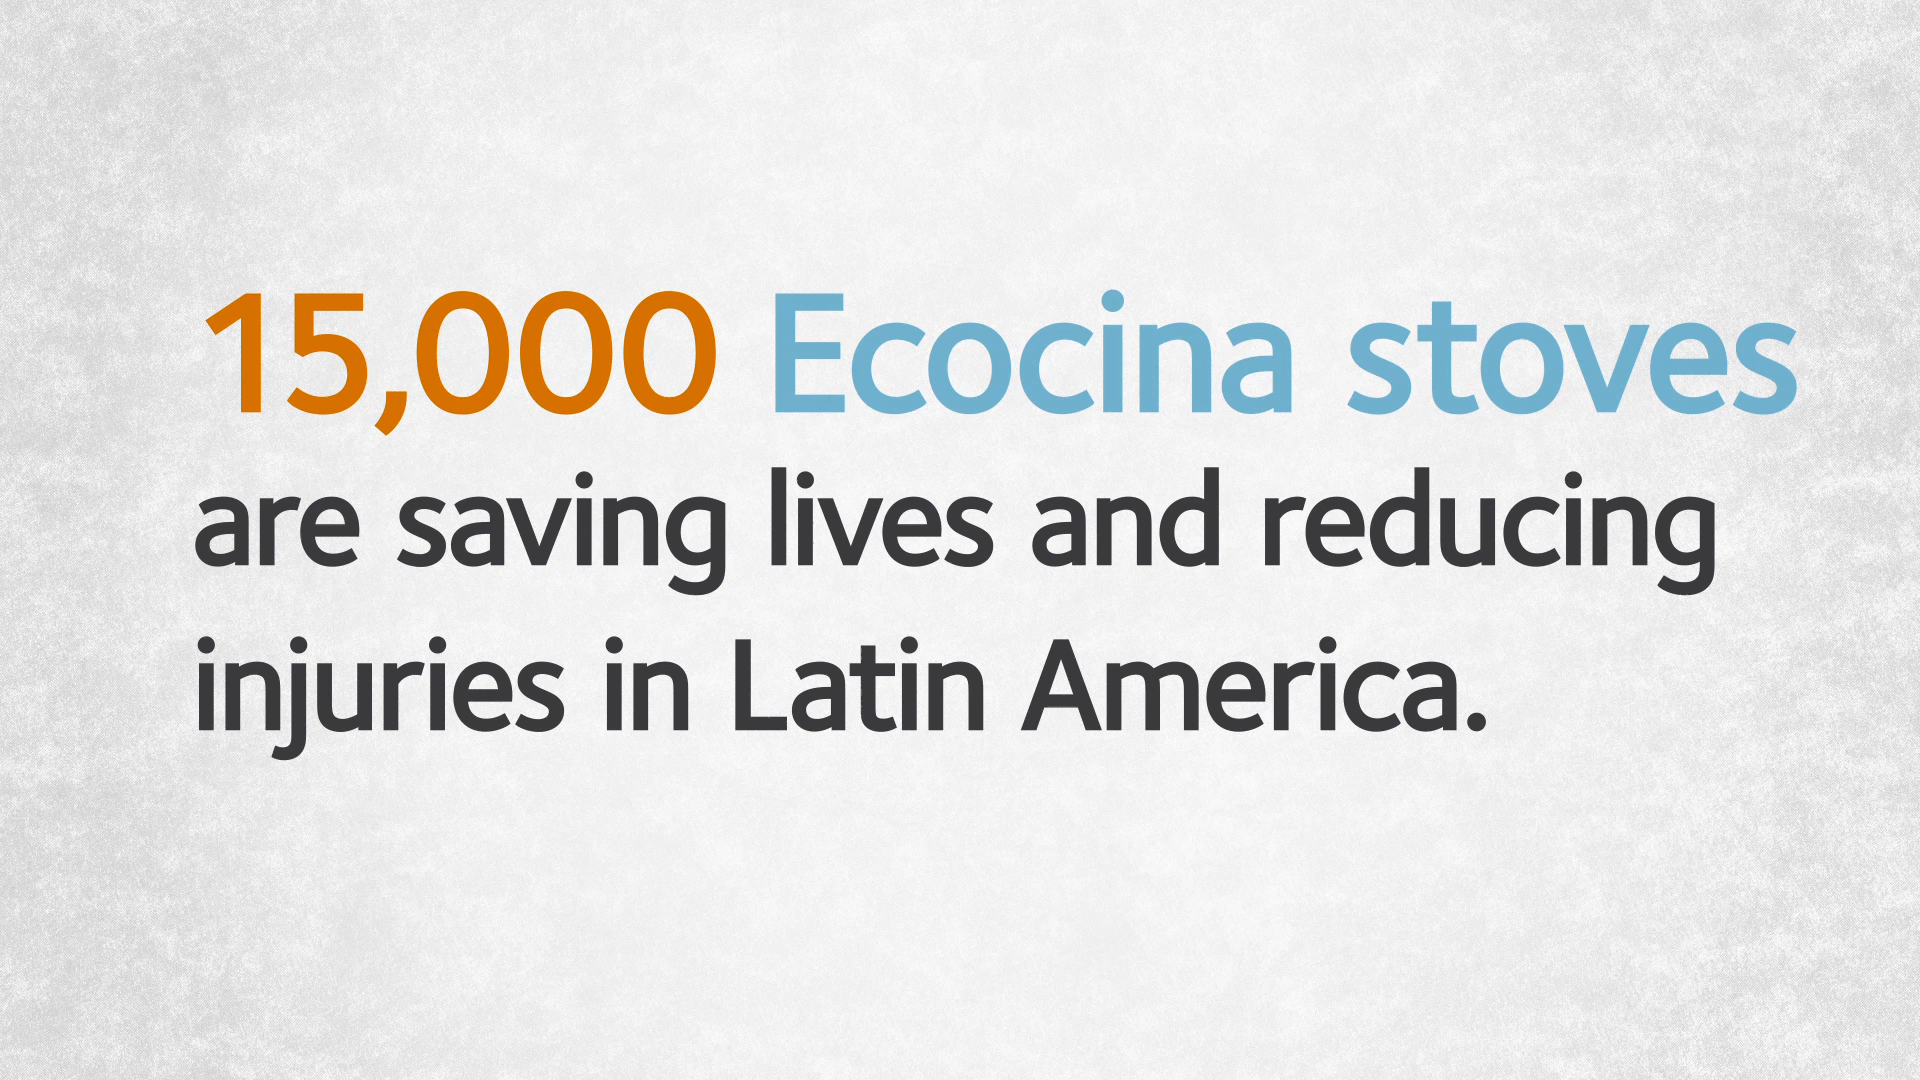 15,000 Ecocina stoves
are saving lives and reducing
injuries in Latin America.